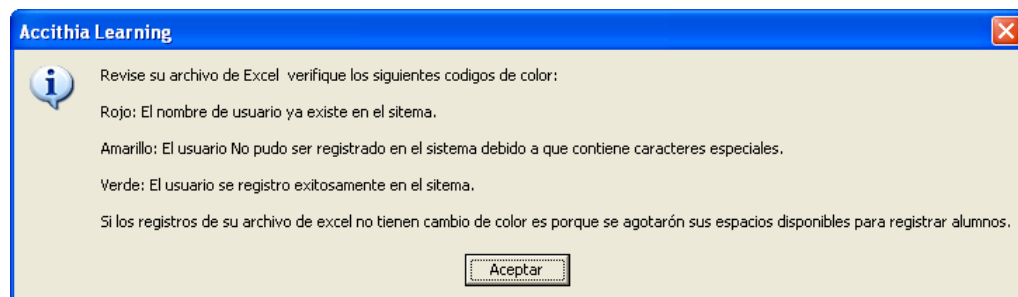 Accithia Learning
Revise su archivo de Excel verifique los siguientes codigos de color:
Rojo: El nombre de usuario ya existe en el sitema.
Amarillo: El usuario No pudo ser registrado en el sistema debido a que contiene caracteres especiales.
Verde: El usuario se registro exitosamente en el sitema.
Si los registros de su archivo de excel no tienen cambio de color es porque se agotarón sus espacios disponibles para registrar alumnos.
Aceptar